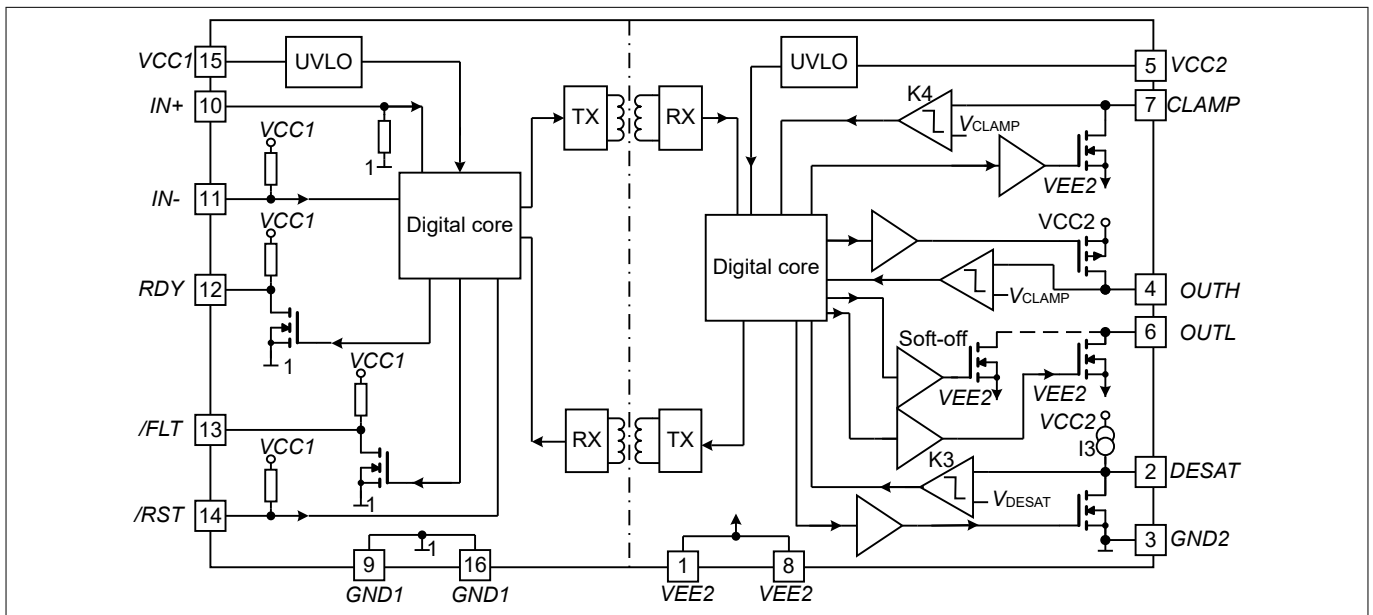 VCC1 15 UVLO
IN+ 10
VCC1
1
IN- 11
VCC1
Digital core
RDY 12
1
VCC1
/FLT 13
VCC1
1
/RST 14
1
9 16
GND1 GND1
TX RX
RX TX
UVLO 5 VCC2
K4 7 CLAMP
VCLAMP
VEE2
VCC2
Digital core
VCLAMP 4 OUTH
6 OUTL
Soft-off
VEE2 VEE2
VCC2
I3
K3 2 DESAT
VDESAT
3 GND2
1 8
VEE2 VEE2